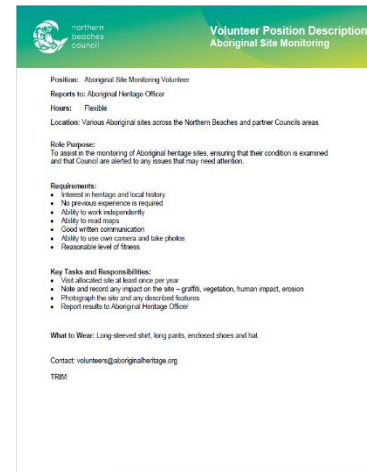 northern
beaches
council
Volunteer Position Description
Aboriginal Site Monitoring
Position: Aboriginal Site Monitoring Volunteer
Reports to: Aboriginal Heritage Officer
Hours: Flexible
Location: Various Aboriginal sites across the Northern Beaches and partner Councils areas
Role Purpose:
To assist in the monitoring of Aboriginal heritage sites, ensuring that their condition is examined
and that Council are alerted to any issues that may need attention.
Requirements:
• Interest in heritage and local history
• No previous experience is required
• Ability to work independently
• Ability to read maps
• Good written communication
• Ability to use own camera and take photos
• Reasonable level of fitness
Key Tasks and Responsibilities:
• Visit allocated site at least once per year
• Note and record any impact on the site – graffiti, vegetation, human impact, erosion
• Photograph the site and any described features
• Report results to Aboriginal Heritage Officer
What to Wear: Long-sleeved shirt, long pants, enclosed shoes and hat.
Contact: volunteers@aboriginalheritage.org
TRIM: